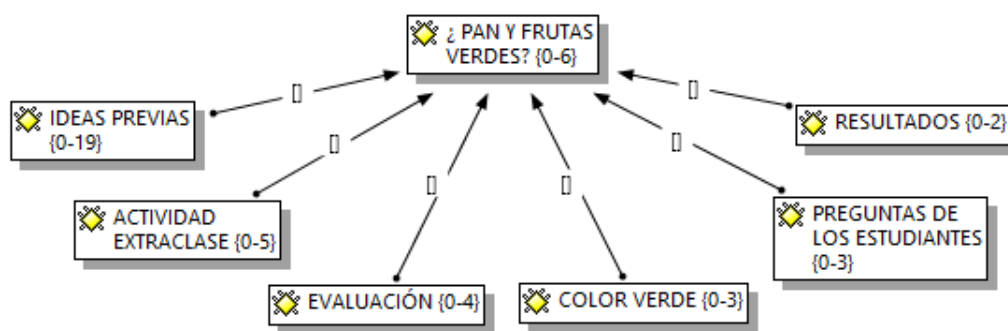 ¿ PAN Y FRUTAS
VERDES? {0-6}
[]
[]
IDEAS PREVIAS
{0-19}
RESULTADOS {0-2}
[]
[]
[]
[]
ACTIVIDAD
EXTRACLASE {0-5}
PREGUNTAS DE
LOS ESTUDIANTES
{0-3}
EVALUACIÓN {0-4}
COLOR VERDE {0-3}